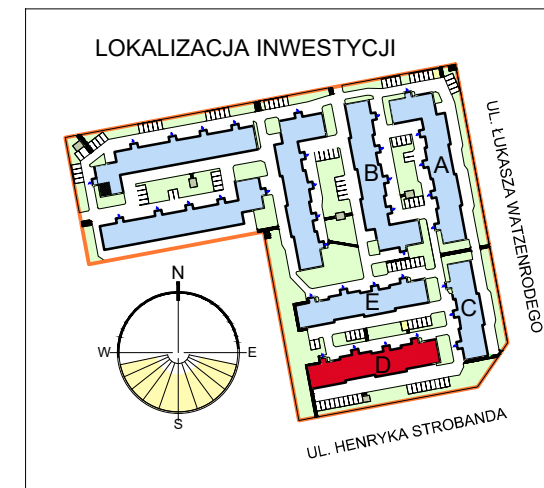 LOKALIZACJA INWESTYCJI
UL. ŁUKASZA WATZENRODEGO
A
B
C
E
D
N
W
E
S
UL. HENRYKA STROBANDA